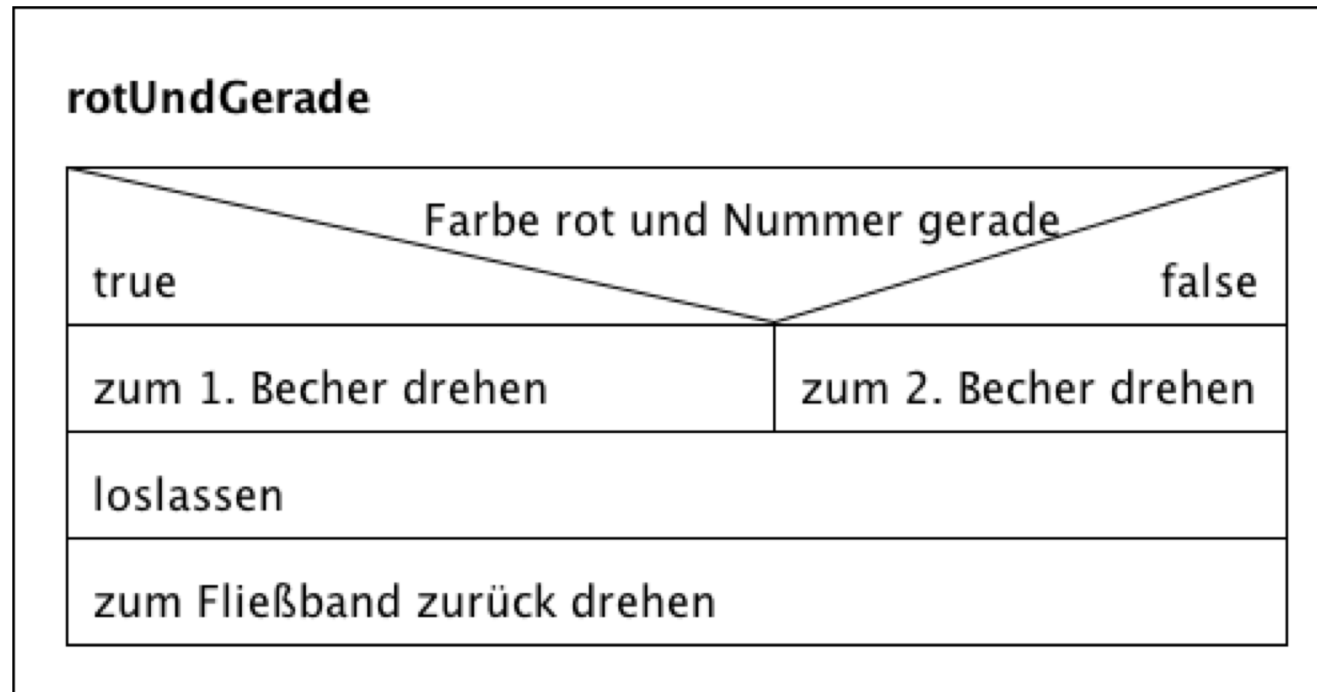 rotUndGerade
Farbe rot und Nummer gerade
true
false
zum 1. Becher drehen
zum 2. Becher drehen
loslassen
zum Fließband zurück drehen